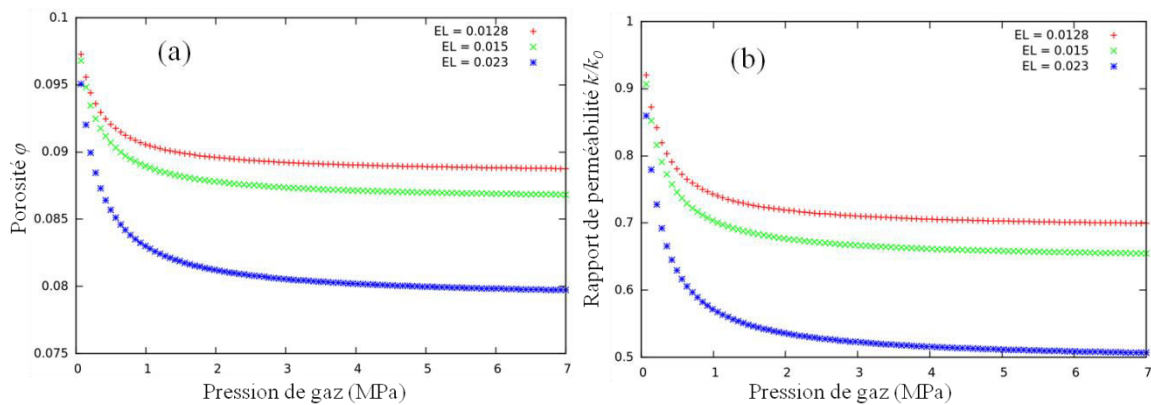 (a)
EL = 0.0128
EL = 0.015
EL = 0.023
0.1
0.095
0.09
0.085
0.08
0.075
Porosité φ
0 1 2 3 4 5 6 7
Pression de gaz (MPa)
(b)
EL = 0.0128
EL = 0.015
EL = 0.023
1
0.9
0.8
0.7
0.6
0.5
Rapport de perméabilité k/k0
0 1 2 3 4 5 6 7
Pression de gaz (MPa)